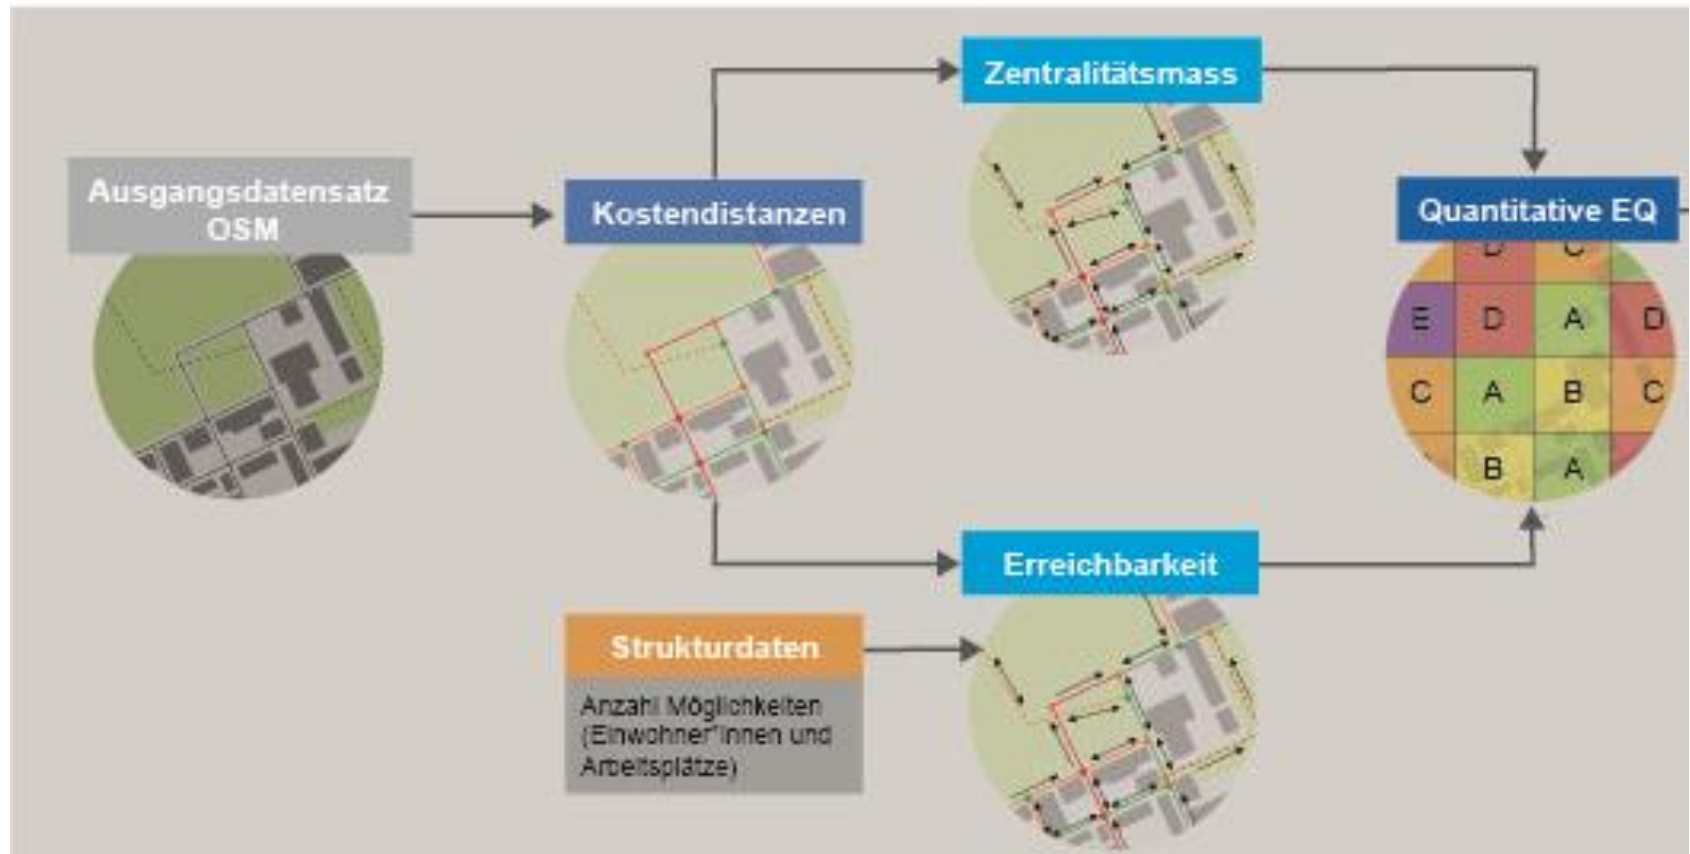 Zentralitätsmass
Ausgangsdatensatz
OSM
Kostendistanzen
Quantitative EQ
D C
E D A D
C A B C
B A
Erreichbarkeit
Strukturdaten
Anzahl Möglichkeiten
(Einwohner*innen und
Arbeitsplätze)